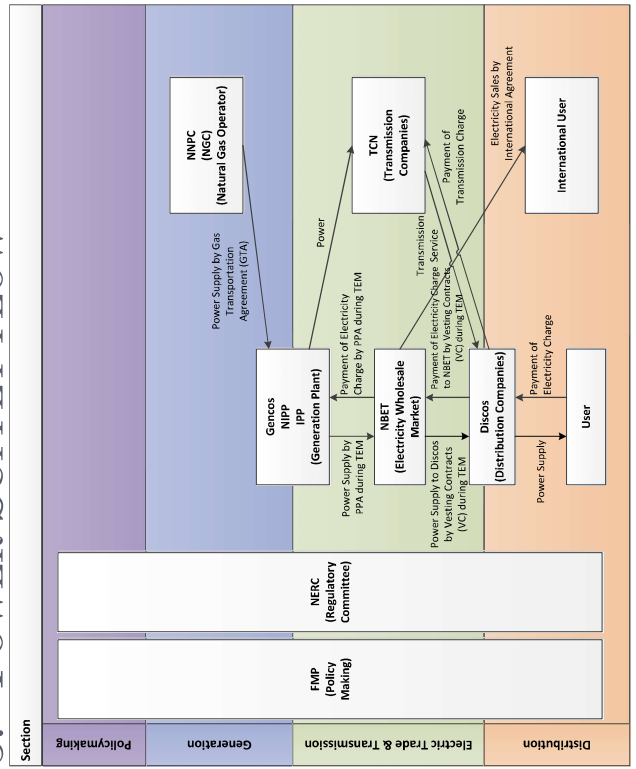 Section
Policymaking
Generation
Electric Trade & Transmission
Distribution
FMP
(Policy
Making)
NERC
(Regulatory
Committee)
NNPC
(NGC)
(Natural Gas Operator)
Power Supply by Gas
Transportation
Agreement (GTA)
Gencos
NIPP
IPP
(Generation Plant)
Power
Power Supply by
PPA during TEM
Payment of Electricity
Charge by PPA during TEM
NBET
(Electricity Wholesale
Market)
TCN
(Transmission
Companies)
Transmission
Service
Payment of
Transmission Charge
Power Supply to Discos
by Vesting Contracts
(VC) during TEM
Payment of Electricity Charge
to NBET by Vesting Contracts
(VC) during TEM
Electricity Sales by
International Agreement
Discos
(Distribution Companies)
Power Supply
Payment of
Electricity Charge
User
International User